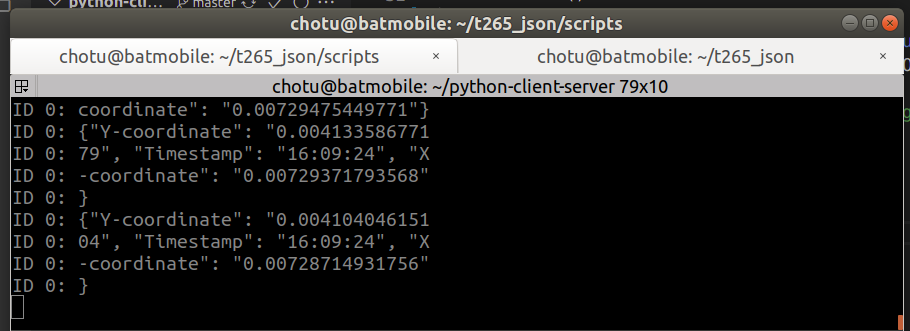 python-cli...
master
chotu@batmobile: ~/t265_json/scripts
chotu@batmobile: ~/t265_json/scripts ×
chotu@batmobile: ~/t265_json ×
chotu@batmobile: ~/python-client-server 79x10
ID 0: coordinate": "0.00729475449771"}
ID 0: {"Y-coordinate": "0.004133586771
ID 0: 79", "Timestamp": "16:09:24", "X
ID 0: -coordinate": "0.00729371793568"
ID 0: }
ID 0: {"Y-coordinate": "0.004104046151
ID 0: 04", "Timestamp": "16:09:24", "X
ID 0: -coordinate": "0.00728714931756"
ID 0: }